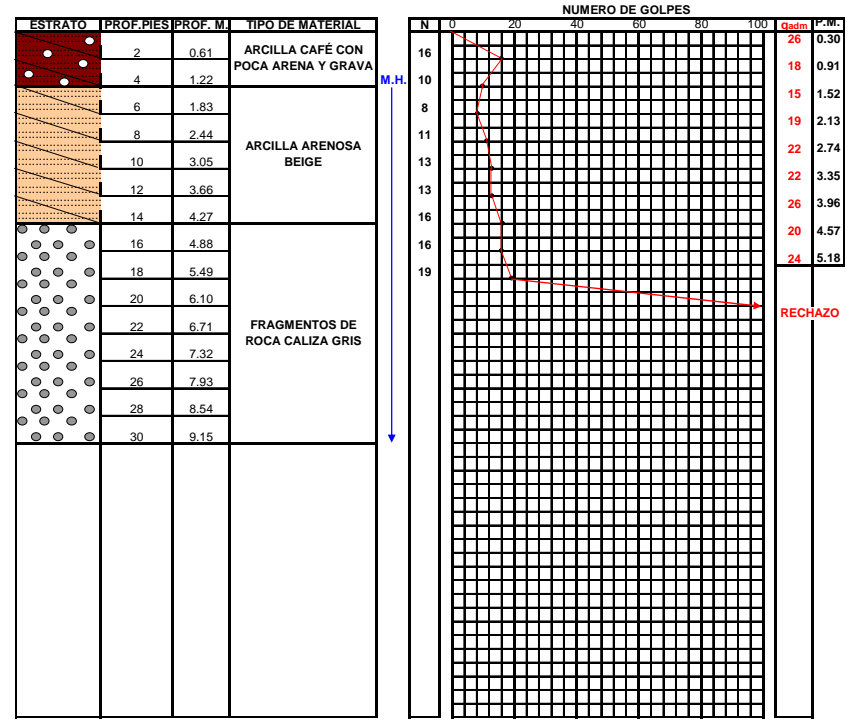 NUMERO DE GOLPES
ESTRATO PROF.PIES PROF. M. TIPO DE MATERIAL N 0 20 40 60 80 100 qadm P.M.
26 0.30
2 0.61 ARCILLA CAFÉ CON 16
POCA ARENA Y GRAVA 18 0.91
4 1.22 M.H. 10
15 1.52
6 1.83 8
19 2.13
8 2.44 11
ARCILLA ARENOSA 22 2.74
10 3.05 BEIGE 13
22 3.35
12 3.66 13
26 3.96
14 4.27 16
20 4.57
16 4.88 16
24 5.18
18 5.49 19
20 6.10
RECHAZO
22 6.71 FRAGMENTOS DE
ROCA CALIZA GRIS
24 7.32
26 7.93
28 8.54
30 9.15